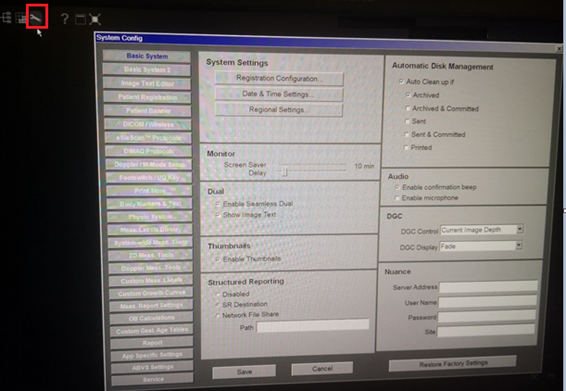 ?
System Config
Basic System
Basic System 2
Image Text Editor
Patient Registration
Patient Banner
DICOM / Wireless
eSieScan™ Protocols
DIMAQ Protocols
Doppler / M-Mode Setup
Footswitch / UD Key
Print/Store
Body Markers & Text
Physio System
Meas. Labels Display
System-wide Meas. Setup
2D Meas. Tools
Doppler Meas. Tools
Custom Meas. Labels
Custom Growth Curves
Meas. Report Settings
OB Calculations
Custom Gest. Age Tables
Report
App Specific Settings
ABVS Settings
Service
System Settings
Registration Configuration...
Date & Time Settings...
Regional Settings...
Monitor
Screen Saver
Delay
10 min
Dual
Enable Seamless Dual
Show Image Text
Thumbnails
Enable Thumbnails
Structured Reporting
Disabled
SR Destination
Network File Share
Path
Automatic Disk Management
Auto Clean up if
Archived
Archived & Committed
Sent
Sent & Committed
Printed
Audio
Enable confirmation beep
Enable microphone
DGC
DGC Control Current Image Depth
DGC Display Fade
Nuance
Server Address
User Name
Password
Site
Save
Cancel
Restore Factory Settings